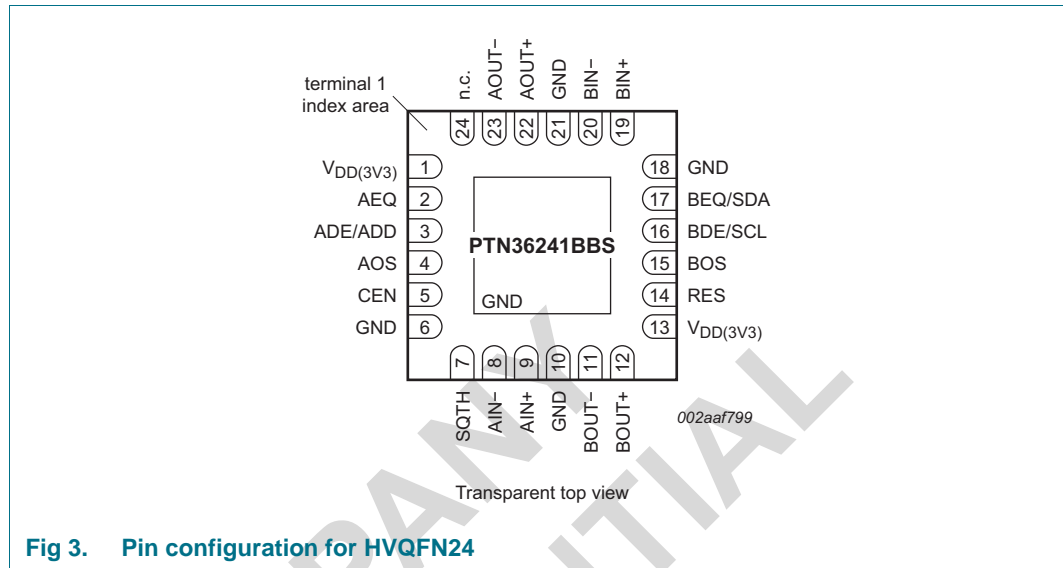 n.c.
AOUT−
AOUT+
GND
BIN−
BIN+
terminal 1
index area
24
23
22
21
20
19
VDD(3V3) 1
AEQ 2
ADE/ADD 3
AOS 4
CEN 5
GND 6
18 GND
17 BEQ/SDA
16 BDE/SCL
15 BOS
14 RES
13 VDD(3V3)
PTN36241BBS
GND
7
8
9
10
11
12
SQTH
AIN−
AIN+
GND
BOUT−
BOUT+
002aaf799
Transparent top view
Fig 3. Pin configuration for HVQFN24